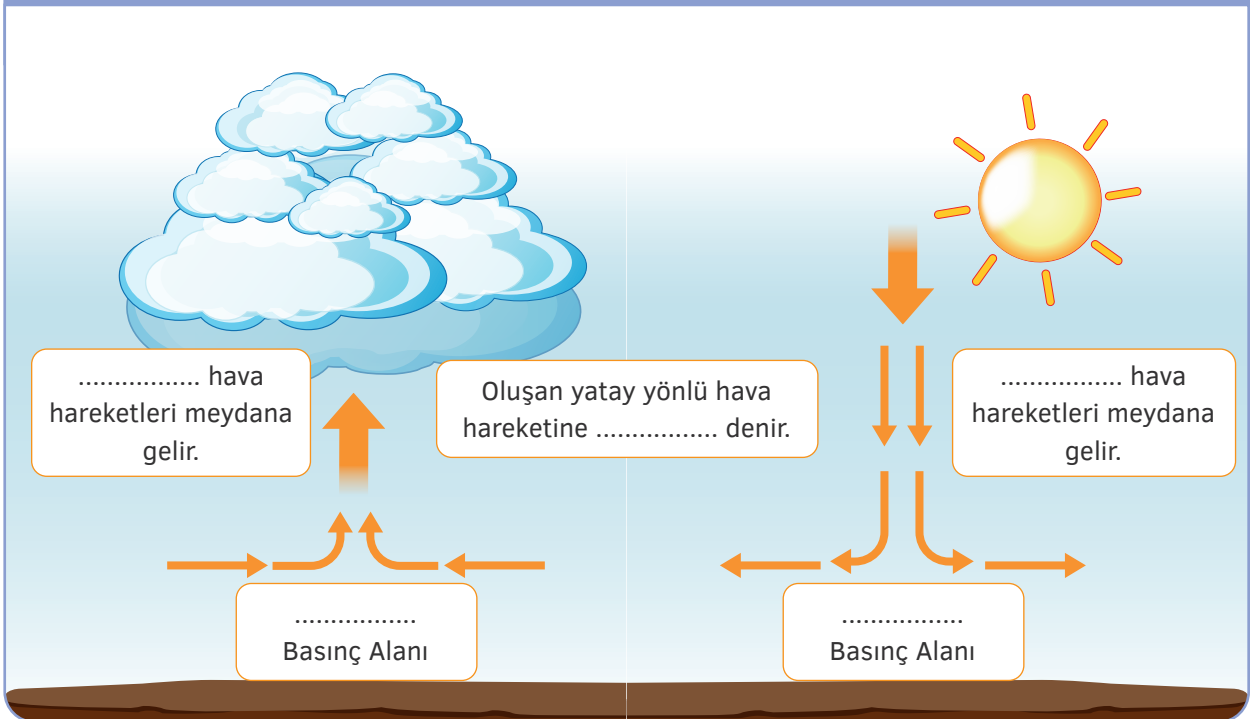 ................. hava
hareketleri meydana
gelir.
Oluşan yatay yönlü hava
hareketine ................. denir.
................. hava
hareketleri meydana
gelir.
.................
Basınç Alanı
.................
Basınç Alanı